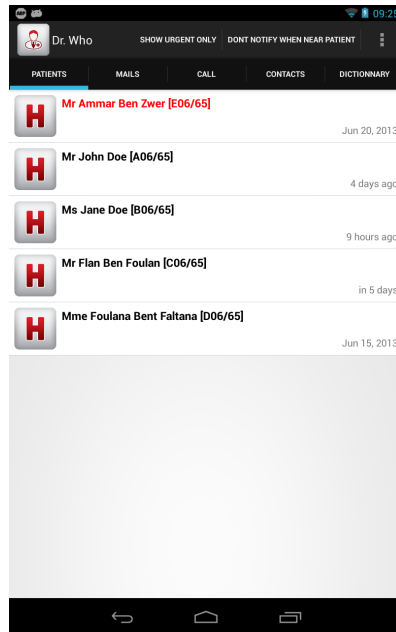 09:25
Dr. Who SHOW URGENT ONLY DONT NOTIFY WHEN NEAR PATIENT
PATIENTS MAILS CALL CONTACTS DICTIONNARY
H Mr Ammar Ben Zwer [E06/65]
Jun 20, 2013
H Mr John Doe [A06/65]
4 days ago
H Ms Jane Doe [B06/65]
9 hours ago
H Mr Flan Ben Foulan [C06/65]
in 5 days
H Mme Foulana Bent Faltana [D06/65]
Jun 15, 2013